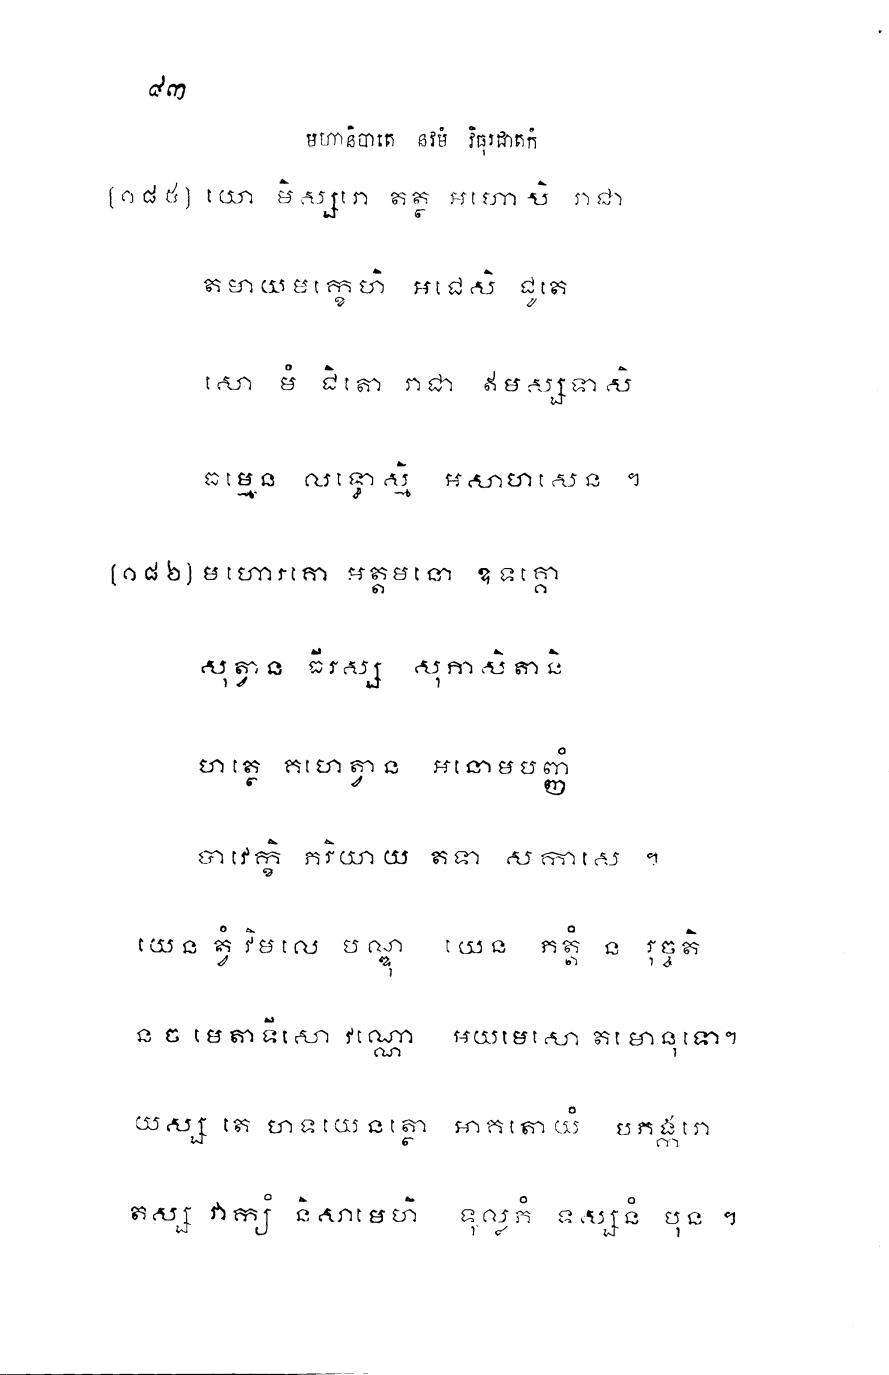 ៩៣
មហានិបាតេ នវមំ វិធុរជាតកំ
[១៨៥] យោ មិស្សរោ តត្ថ អហោសិ រាជា
តមាយមក្ខេហិ អជេសិ ជូតេ
សោ មំ ជិតោ រាជា ឥមស្សទាសិ
ធម្មេន លទ្ធោស្មិ អសាហសេន ។
[១៨៦] មហោរគោ អត្តមនោ ឧទគ្គោ
សុត្វាន ធីរស្ស សុភាសិតានិ
ហត្ថេ គហេត្វាន អនោមបញ្ញំ
បាវេក្ខិ ភរិយាយ តទា សកាសេ ។
យេន ត្វំ វិមលេ បណ្ឌុ យេន ភត្តំ ន រុច្ចតិ
ន ច មេតាទីសោ វណ្ណោ អយមេសោ តមោនុទោ។
យស្ស តេ ហទយេនត្ថោ អាគតោយំ បភង្ករោ
តស្ស វាក្យំ និសាមេហិ ទុល្លភំ ទស្សនំ បុន ។